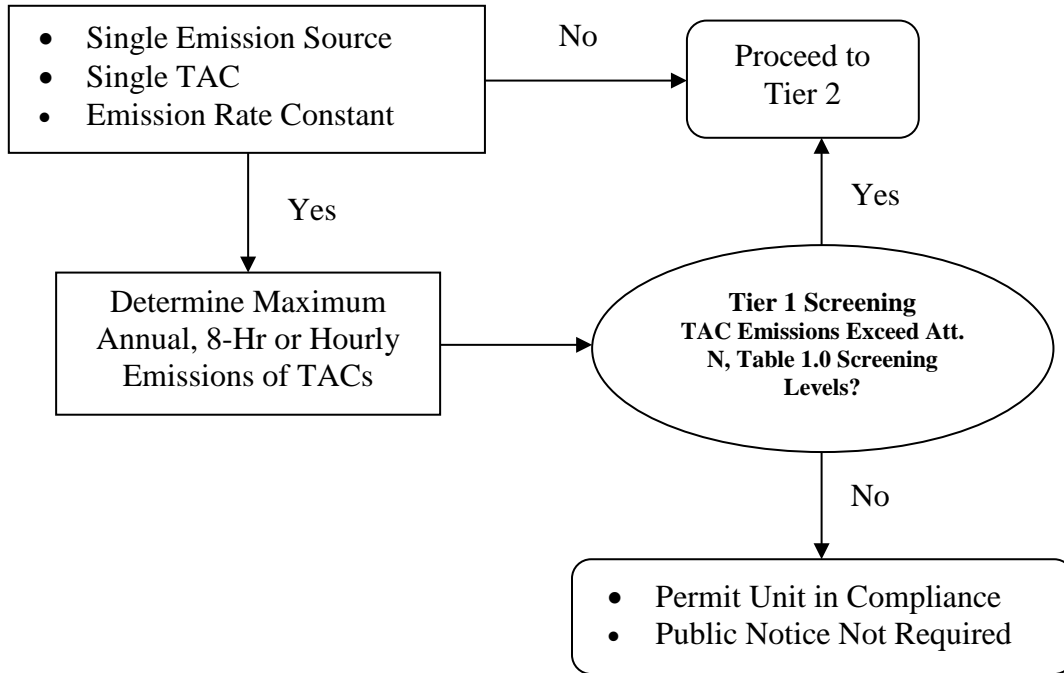 • Single Emission Source
• Single TAC
• Emission Rate Constant
No
Proceed to
Tier 2
Yes
Yes
Determine Maximum
Annual, 8-Hr or Hourly
Emissions of TACs
Tier 1 Screening
TAC Emissions Exceed Att.
N, Table 1.0 Screening
Levels?
No
• Permit Unit in Compliance
• Public Notice Not Required